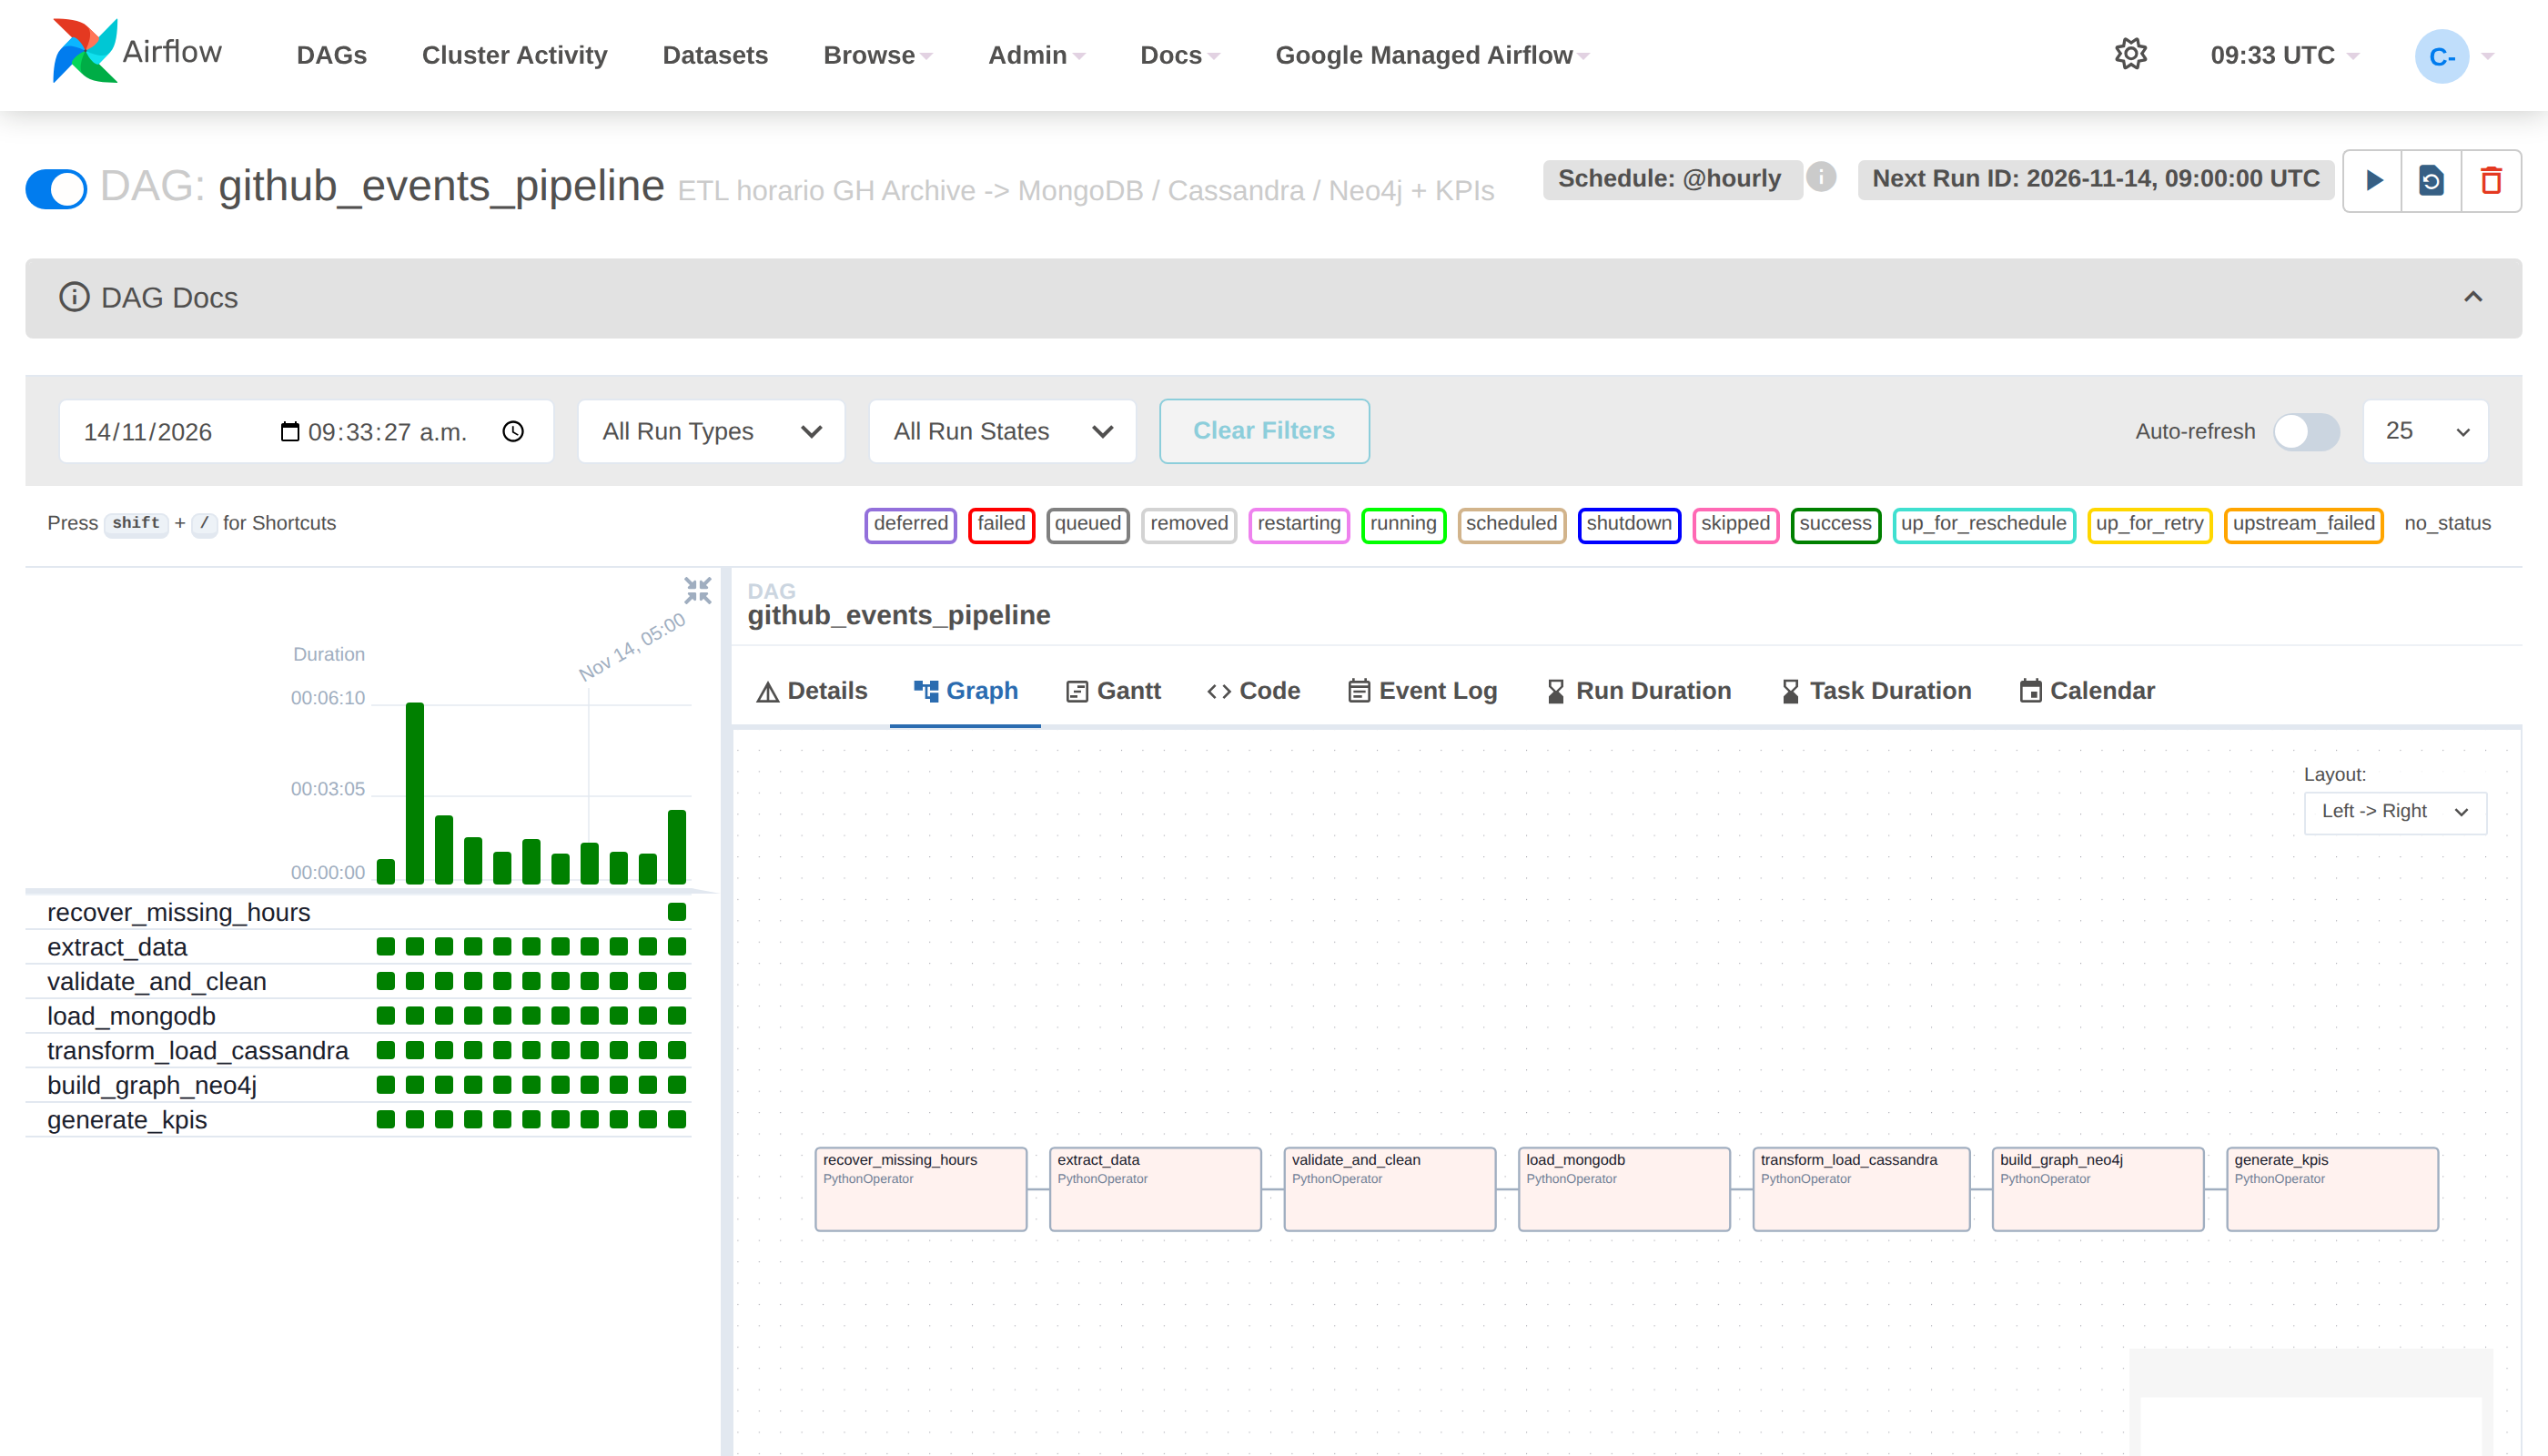 Airflow DAGs Cluster Activity Datasets Browse Admin Docs Google Managed Airflow 09:33 UTC C-
DAG: github_events_pipeline ETL horario GH Archive -> MongoDB / Cassandra / Neo4j + KPIs Schedule: @hourly Next Run ID: 2026-11-14, 09:00:00 UTC
DAG Docs
14/11/2026 09:33:27 a.m. All Run Types All Run States Clear Filters Auto-refresh 25
Press shift + / for Shortcuts deferred failed queued removed restarting running scheduled shutdown skipped success up_for_reschedule up_for_retry upstream_failed no_status
Nov 14, 05:00
Duration
00:06:10
00:03:05
00:00:00
recover_missing_hours
extract_data
validate_and_clean
load_mongodb
transform_load_cassandra
build_graph_neo4j
generate_kpis
DAG
github_events_pipeline
Details Graph Gantt Code Event Log Run Duration Task Duration Calendar
Layout:
Left -> Right
recover_missing_hours extract_data validate_and_clean load_mongodb transform_load_cassandra build_graph_neo4j generate_kpis
PythonOperator PythonOperator PythonOperator PythonOperator PythonOperator PythonOperator PythonOperator